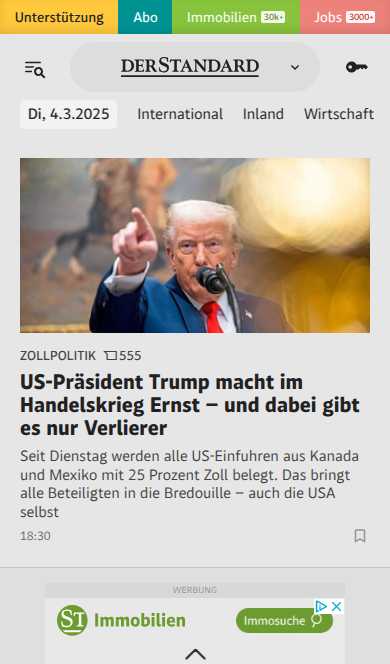 Unterstützung Abo Immobilien 30k+ Jobs 3000+
DERSTANDARD
Di, 4.3.2025 International Inland Wirtschaft
ZOLLPOLITIK 555
US-Präsident Trump macht im
Handelskrieg Ernst – und dabei gibt
es nur Verlierer
Seit Dienstag werden alle US-Einfuhren aus Kanada
und Mexiko mit 25 Prozent Zoll belegt. Das bringt
alle Beteiligten in die Bredouille – auch die USA
selbst
18:30
WERBUNG
ST Immobilien Immosuche